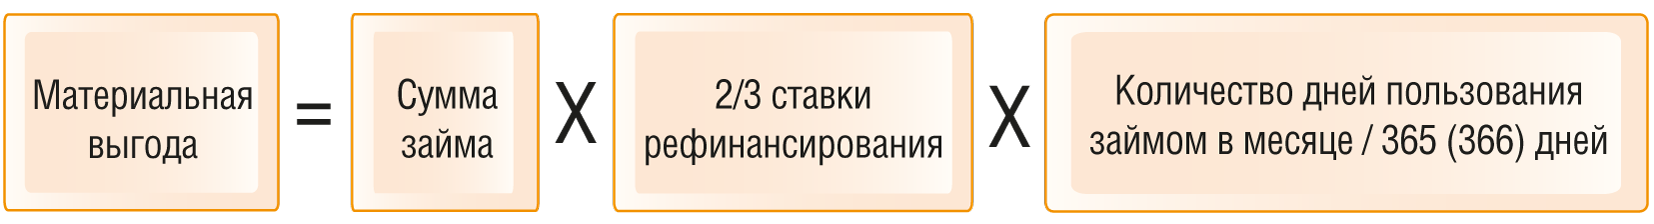 Материальная
выгода
=
Сумма
займа
X
2/3 ставки
рефинансирования
X
Количество дней пользования
займом в месяце / 365 (366) дней